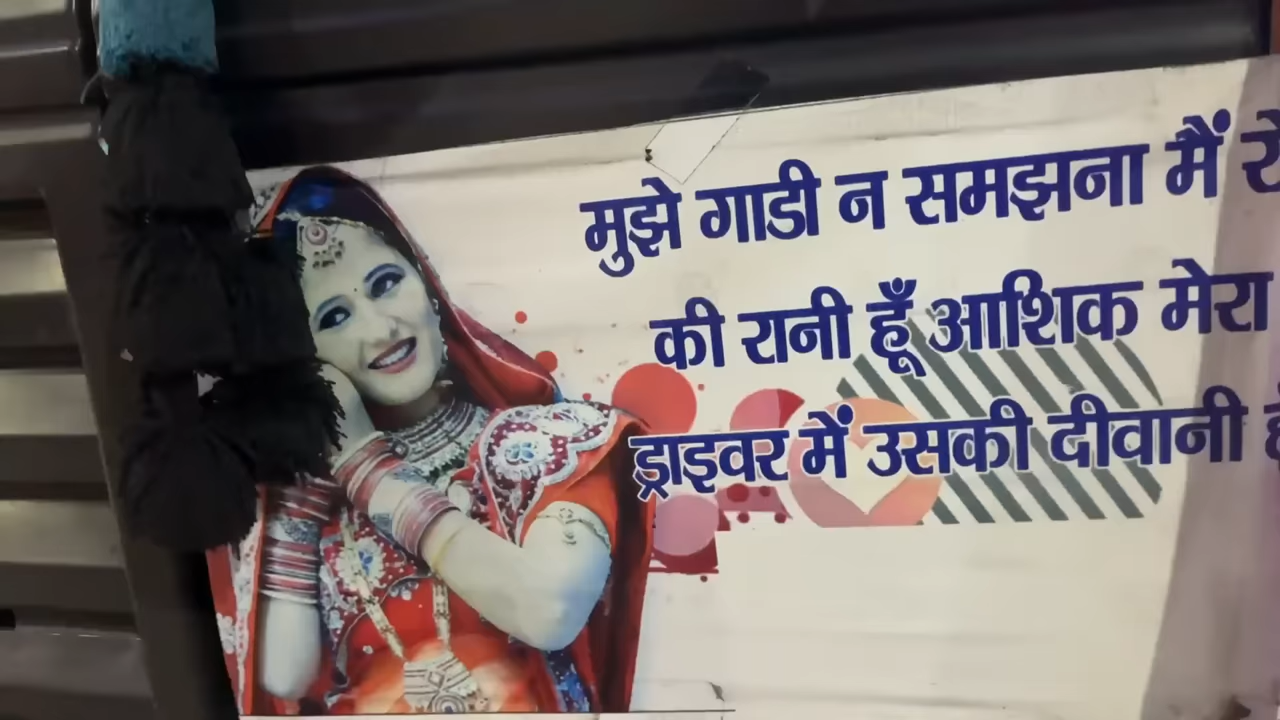 मुझे गाडी न समझना मैं
की रानी हूँ आशिक मेरा
ड्राइवर में उसकी दीवानी